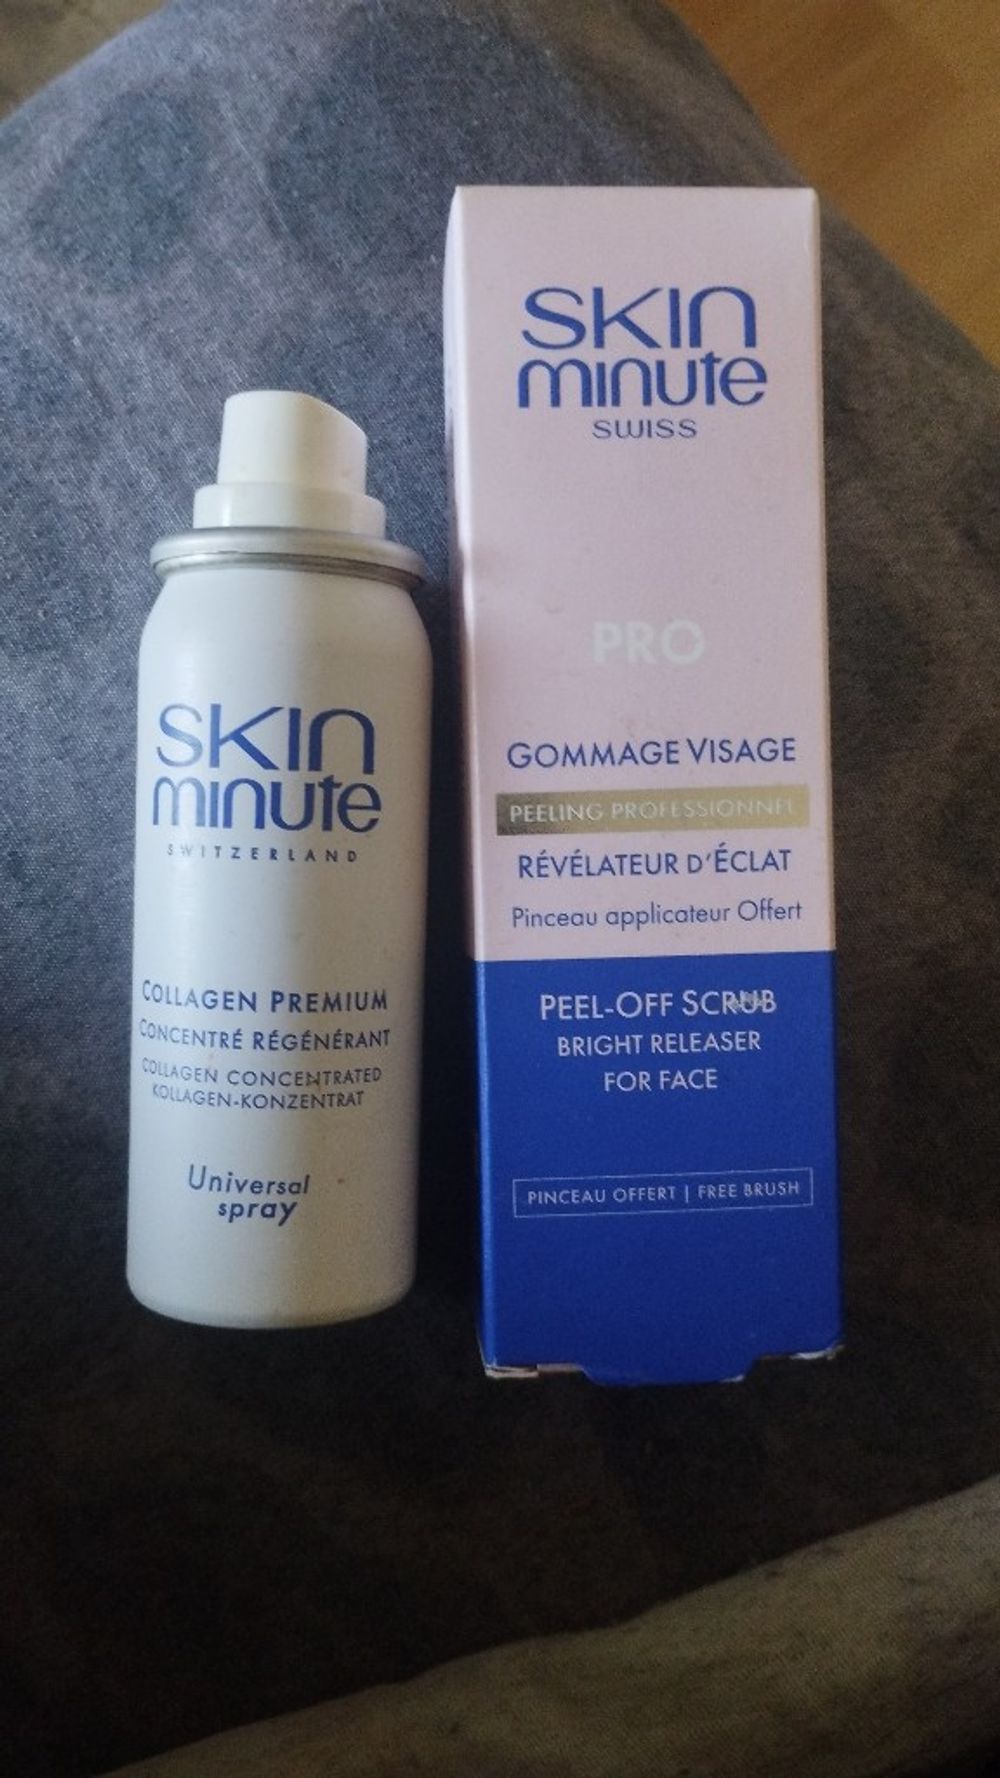 SKIN
minute
SWITZERLAND
COLLAGEN PREMIUM
CONCENTRÉ RÉGÉNÉRANT
COLLAGEN CONCENTRATED
KOLLAGEN-KONZENTRAT
Universal
spray
SKIN
minute
SWISS
PRO
GOMMAGE VISAGE
PEELING PROFESSIONNEL
RÉVÉLATEUR D'ÉCLAT
Pinceau applicateur Offert
PEEL-OFF SCRUB
BRIGHT RELEASER
FOR FACE
PINCEAU OFFERT | FREE BRUSH